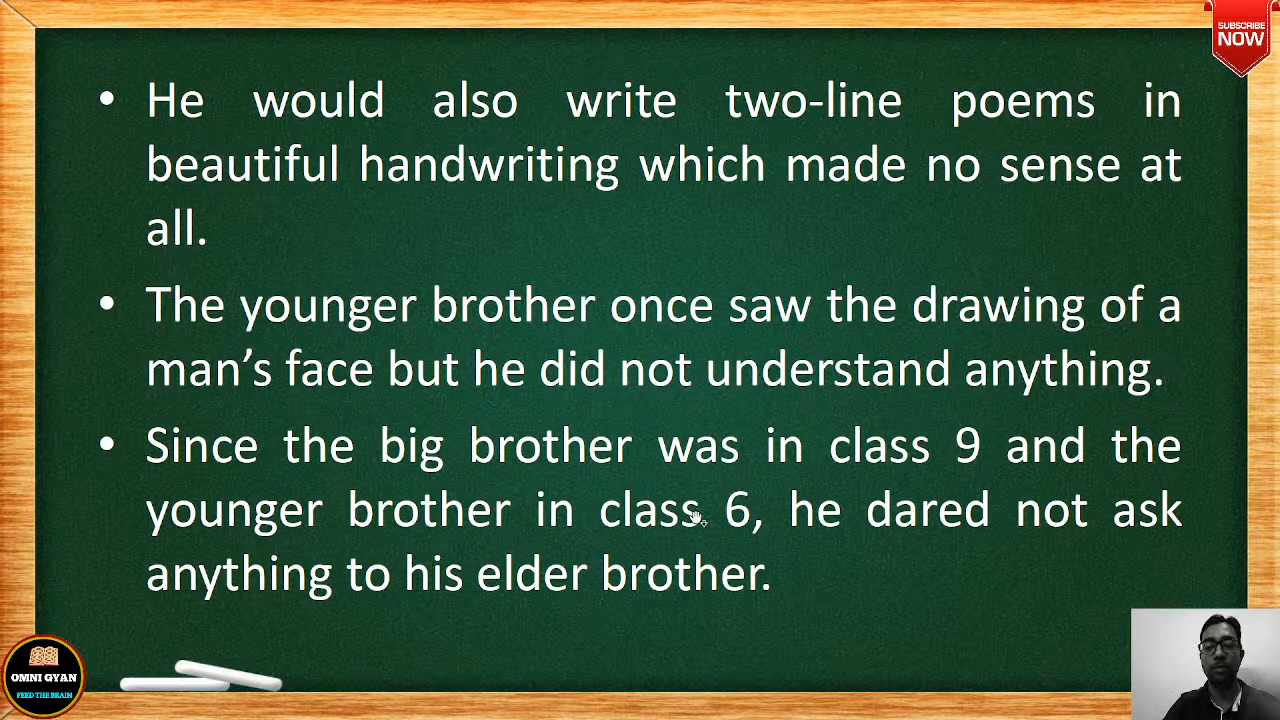 SUBSCRIBE
NOW
• He would also write two-line poems in
beautiful handwriting which made no sense at
all.
• The younger brother once saw the drawing of a
man’s face but he did not understand anything.
• Since the big brother was in class 9 and the
younger brother in class 6, he dared not ask
anything to his elder brother.
OMNI GYAN
FEED THE BRAIN